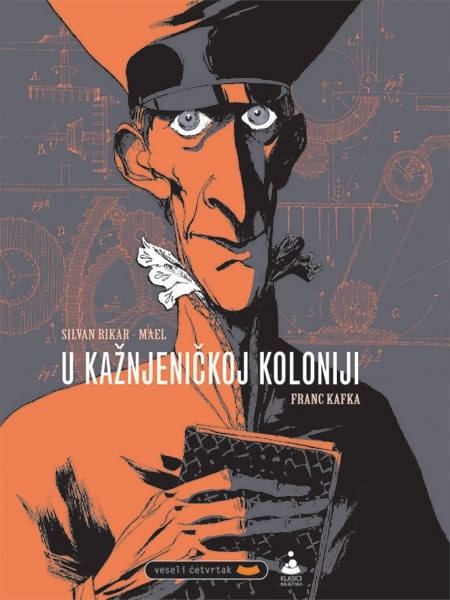 SILVAN RIKAR - MAEL
U KAŽNJENIČKOJ KOLONIJI
FRANC KAFKA
veseli četvrtak
KLASICI